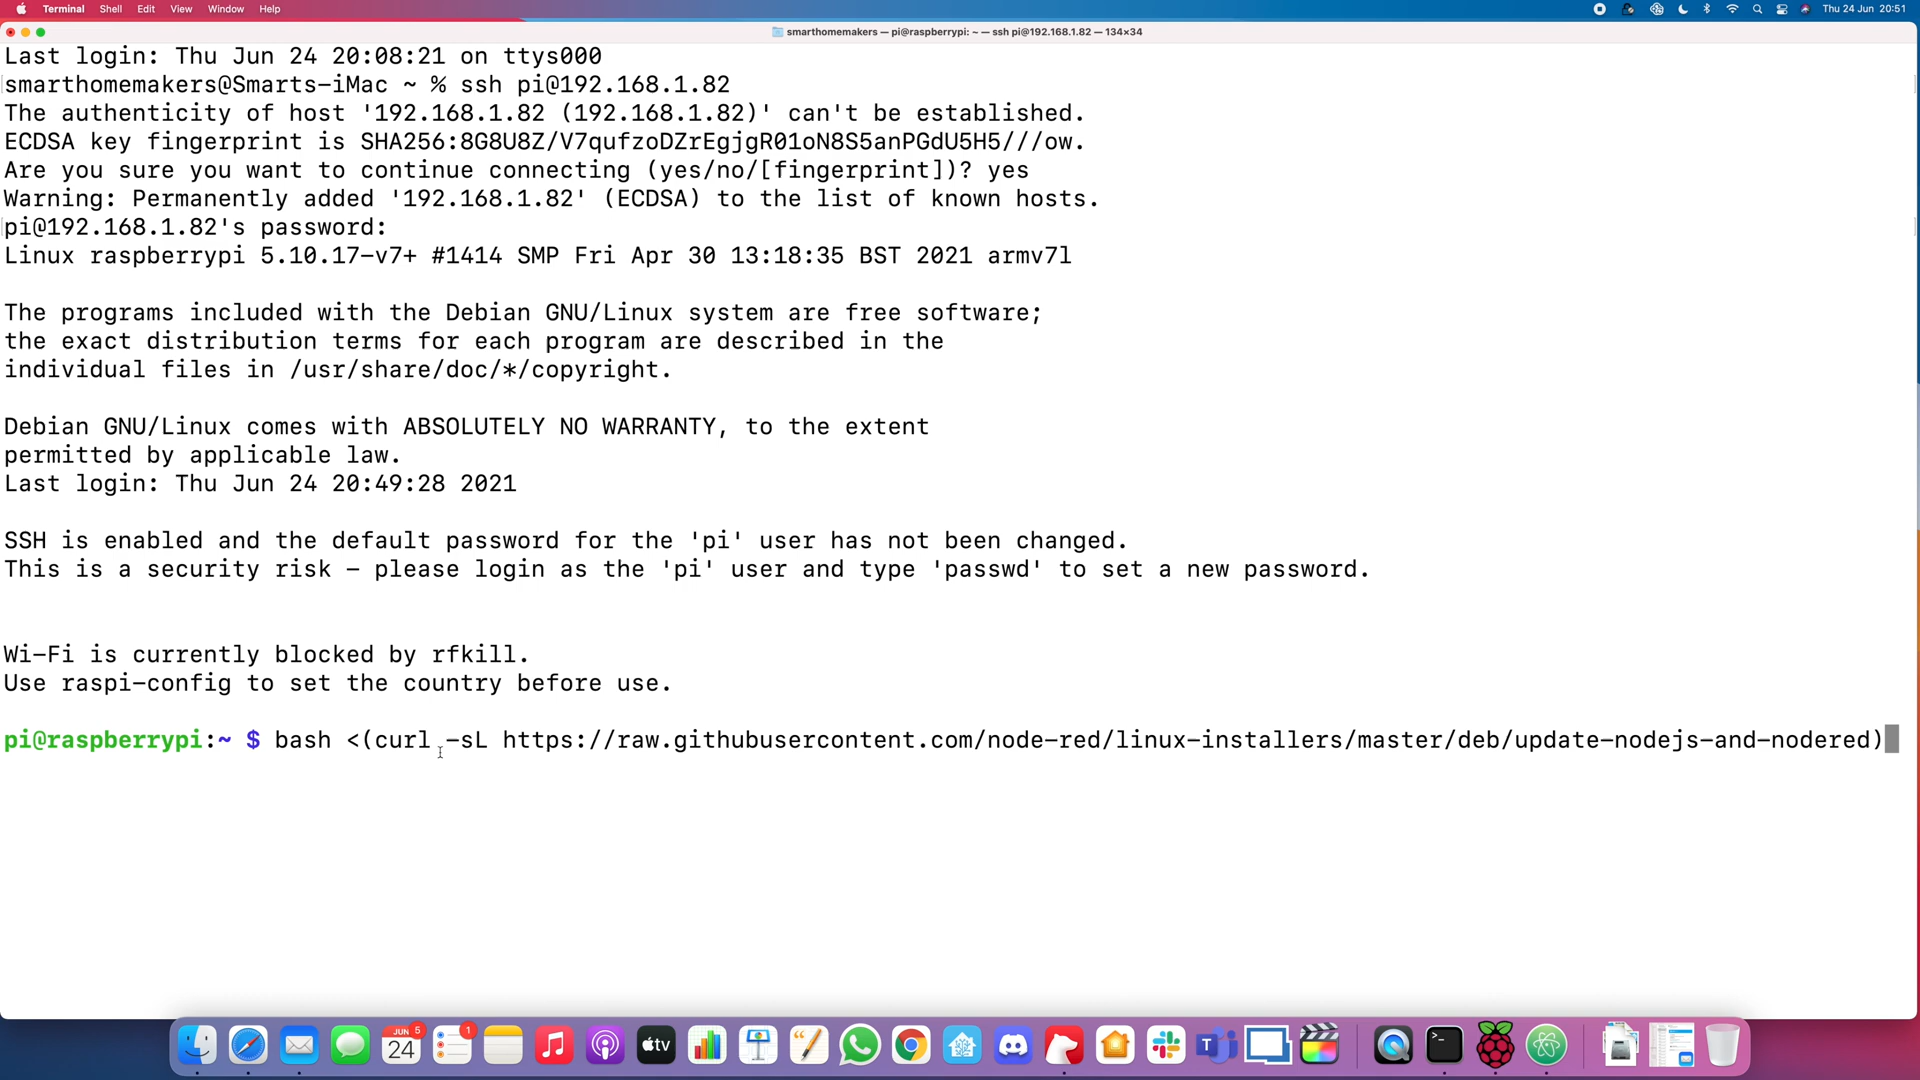 Terminal Shell Edit View Window Help Thu 24 Jun 20:51
smarthomemakers — pi@raspberrypi: ~ — ssh pi@192.168.1.82 — 134×34
Last login: Thu Jun 24 20:08:21 on ttys000
smarthomemakers@Smarts-iMac ~ % ssh pi@192.168.1.82
The authenticity of host '192.168.1.82 (192.168.1.82)' can't be established.
ECDSA key fingerprint is SHA256:8G8U8Z/V7qufzoDZrEgjgR01oN8S5anPGdU5H5///ow.
Are you sure you want to continue connecting (yes/no/[fingerprint])? yes
Warning: Permanently added '192.168.1.82' (ECDSA) to the list of known hosts.
pi@192.168.1.82's password:
Linux raspberrypi 5.10.17-v7+ #1414 SMP Fri Apr 30 13:18:35 BST 2021 armv7l
The programs included with the Debian GNU/Linux system are free software;
the exact distribution terms for each program are described in the
individual files in /usr/share/doc/*/copyright.
Debian GNU/Linux comes with ABSOLUTELY NO WARRANTY, to the extent
permitted by applicable law.
Last login: Thu Jun 24 20:49:28 2021
SSH is enabled and the default password for the 'pi' user has not been changed.
This is a security risk - please login as the 'pi' user and type 'passwd' to set a new password.
Wi-Fi is currently blocked by rfkill.
Use raspi-config to set the country before use.
pi@raspberrypi:~ $ bash <(curl -sL https://raw.githubusercontent.com/node-red/linux-installers/master/deb/update-nodejs-and-nodered)
JUN 5 1
24 tv T >_